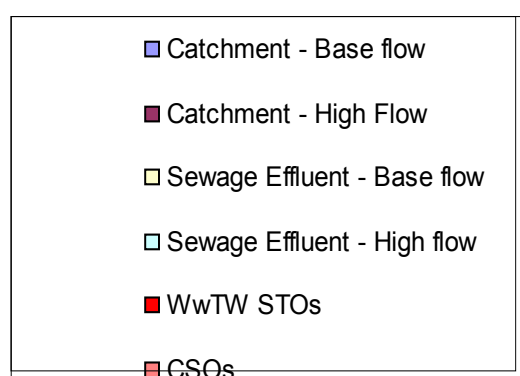 Catchment - Base flow
Catchment - High Flow
Sewage Effluent - Base flow
Sewage Effluent - High flow
WwTW STOs
CSOs